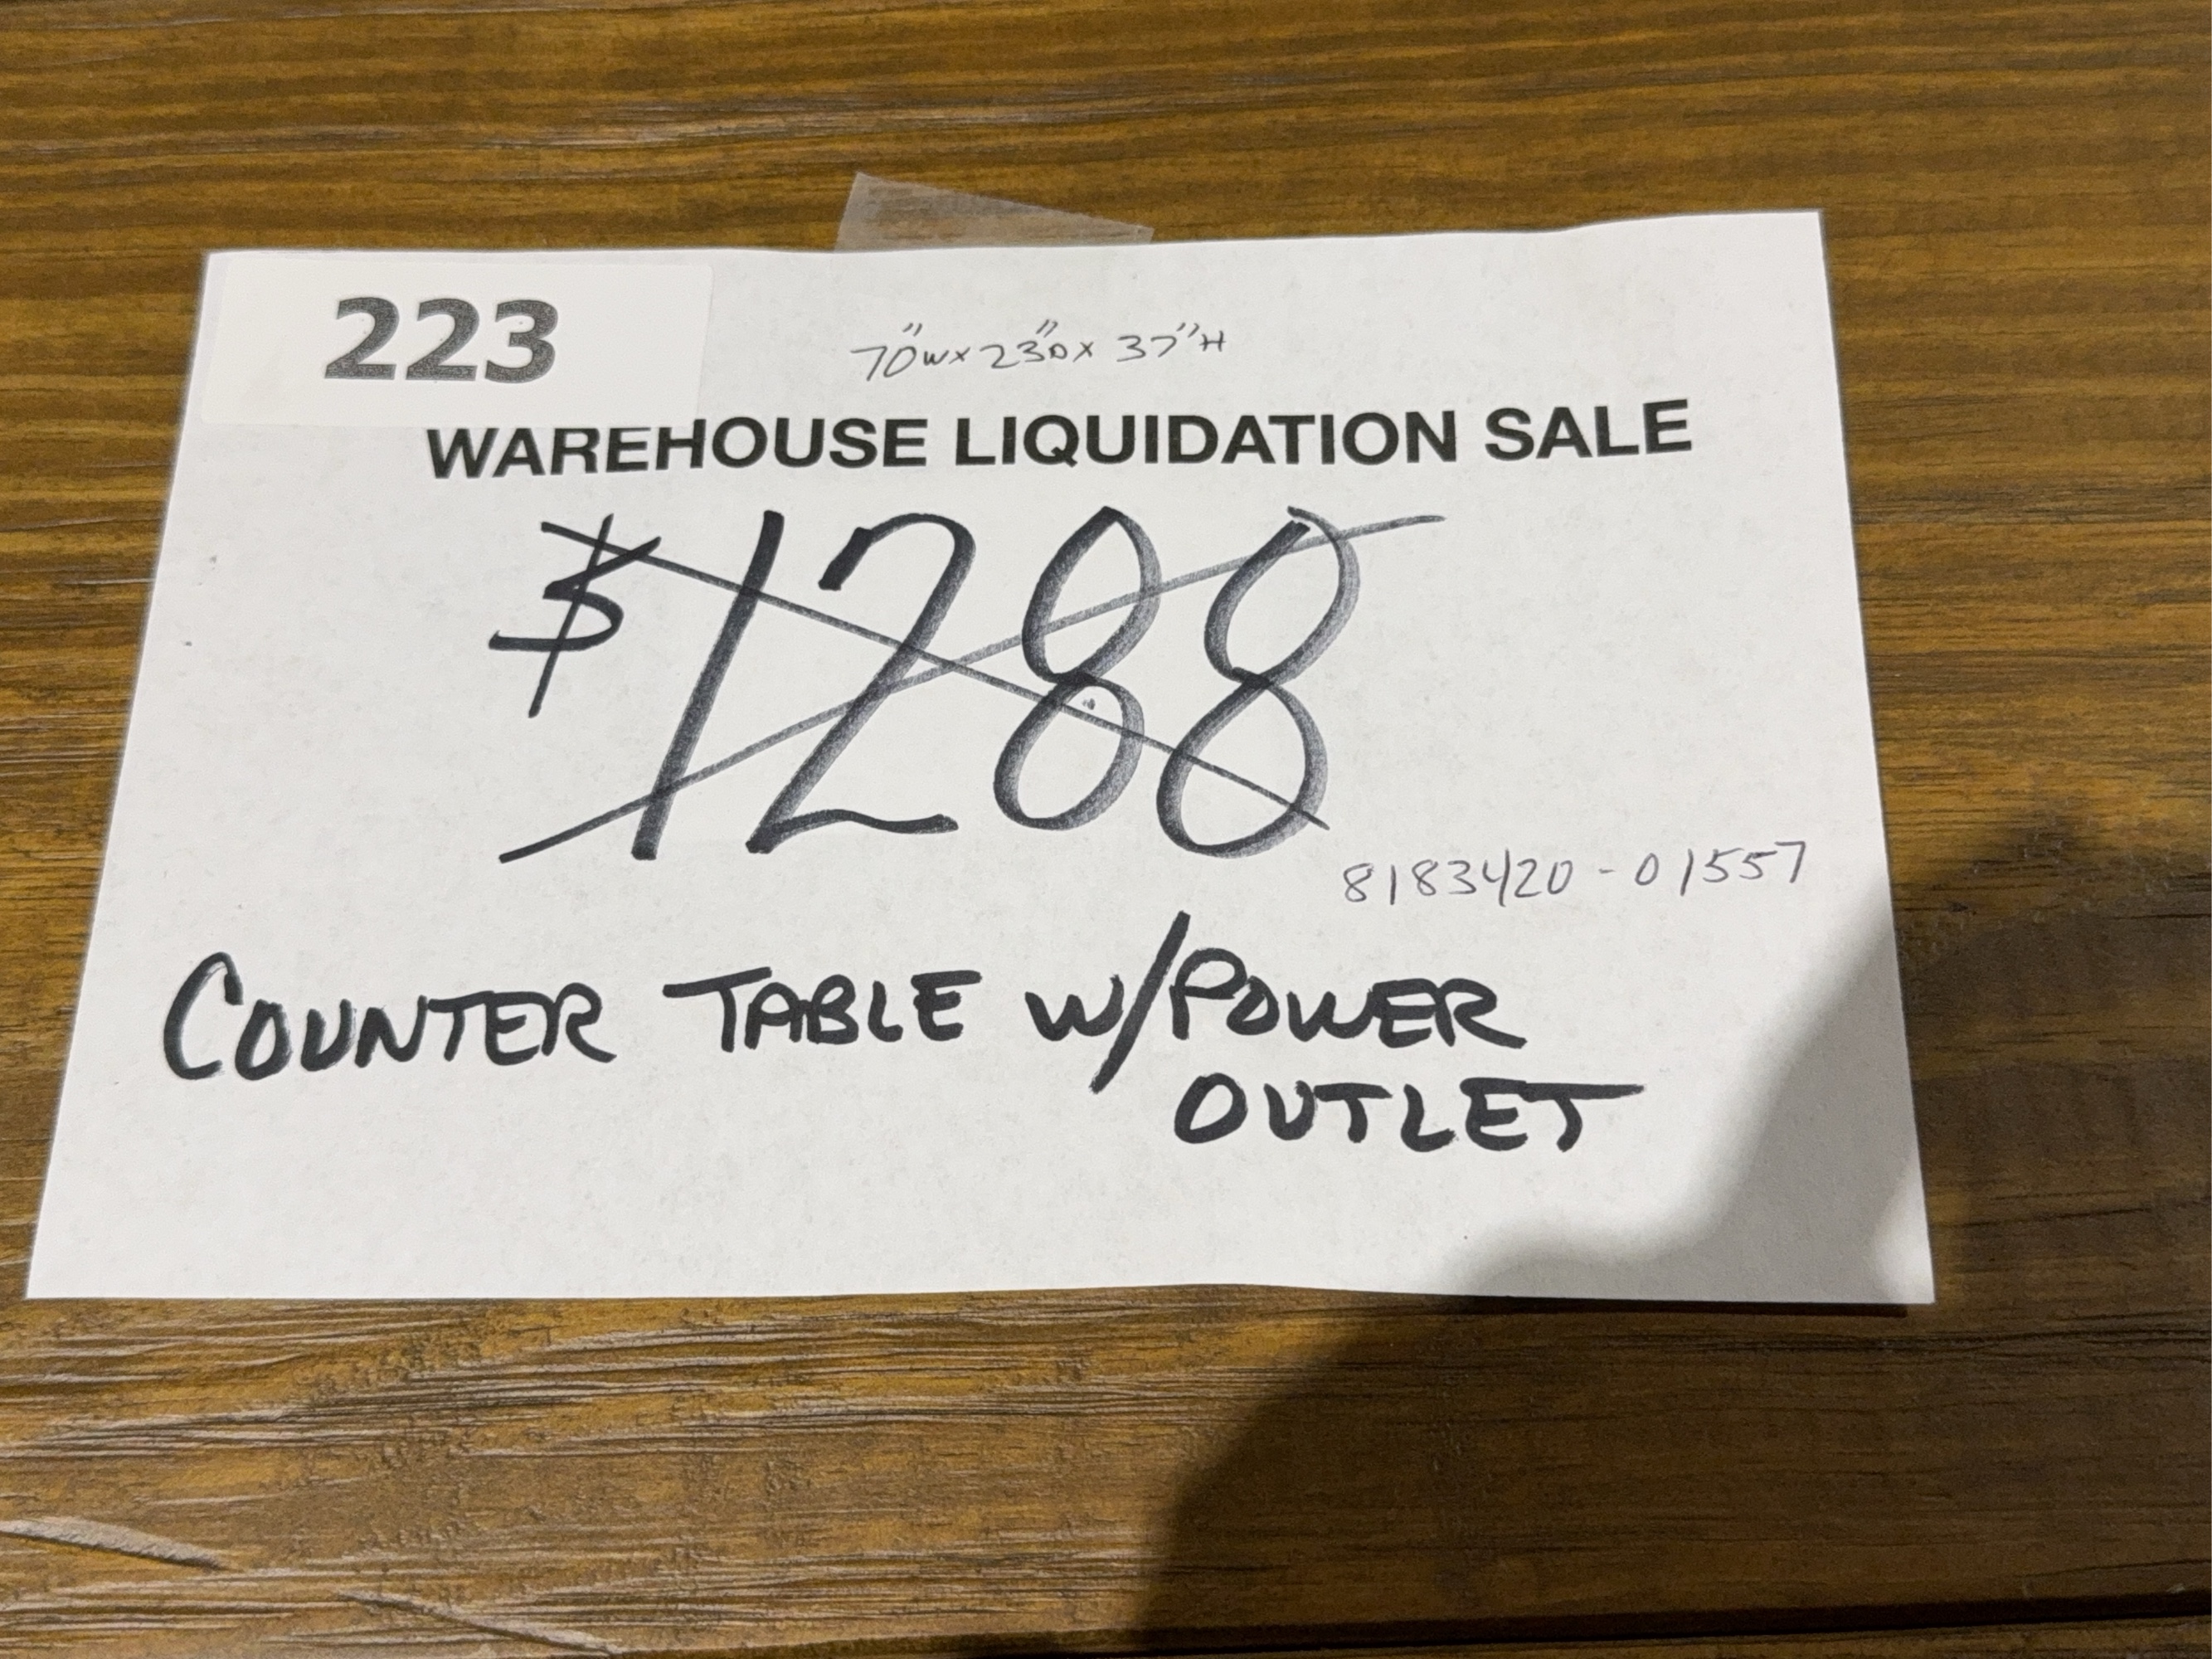 223
70"W x 23"D x 37"H
WAREHOUSE LIQUIDATION SALE
$1288
8183420-01557
COUNTER TABLE W/POWER
OUTLET